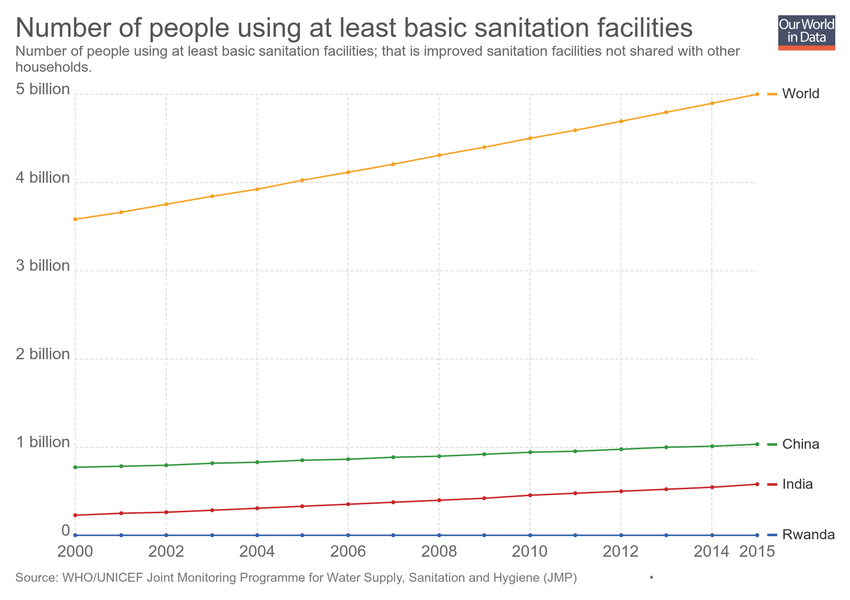 Number of people using at least basic sanitation facilities
Our World
in Data
Number of people using at least basic sanitation facilities; that is improved sanitation facilities not shared with other
households.
5 billion
World
4 billion
3 billion
2 billion
1 billion
China
India
0
Rwanda
2000 2002 2004 2006 2008 2010 2012 2014 2015
Source: WHO/UNICEF Joint Monitoring Programme for Water Supply, Sanitation and Hygiene (JMP) •